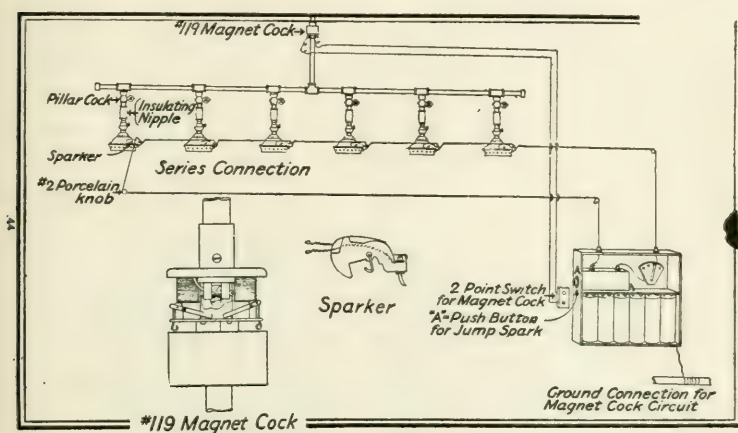 #119 Magnet Cock
Pillar Cock
(Insulating
Nipple
Sparker
Series Connection
#2 Porcelain
knob
44
Sparker
2 Point Switch
for Magnet Cock
"A"=Push Button
for Jump Spark
A
Ground Connection for
Magnet Cock Circuit
#119 Magnet Cock